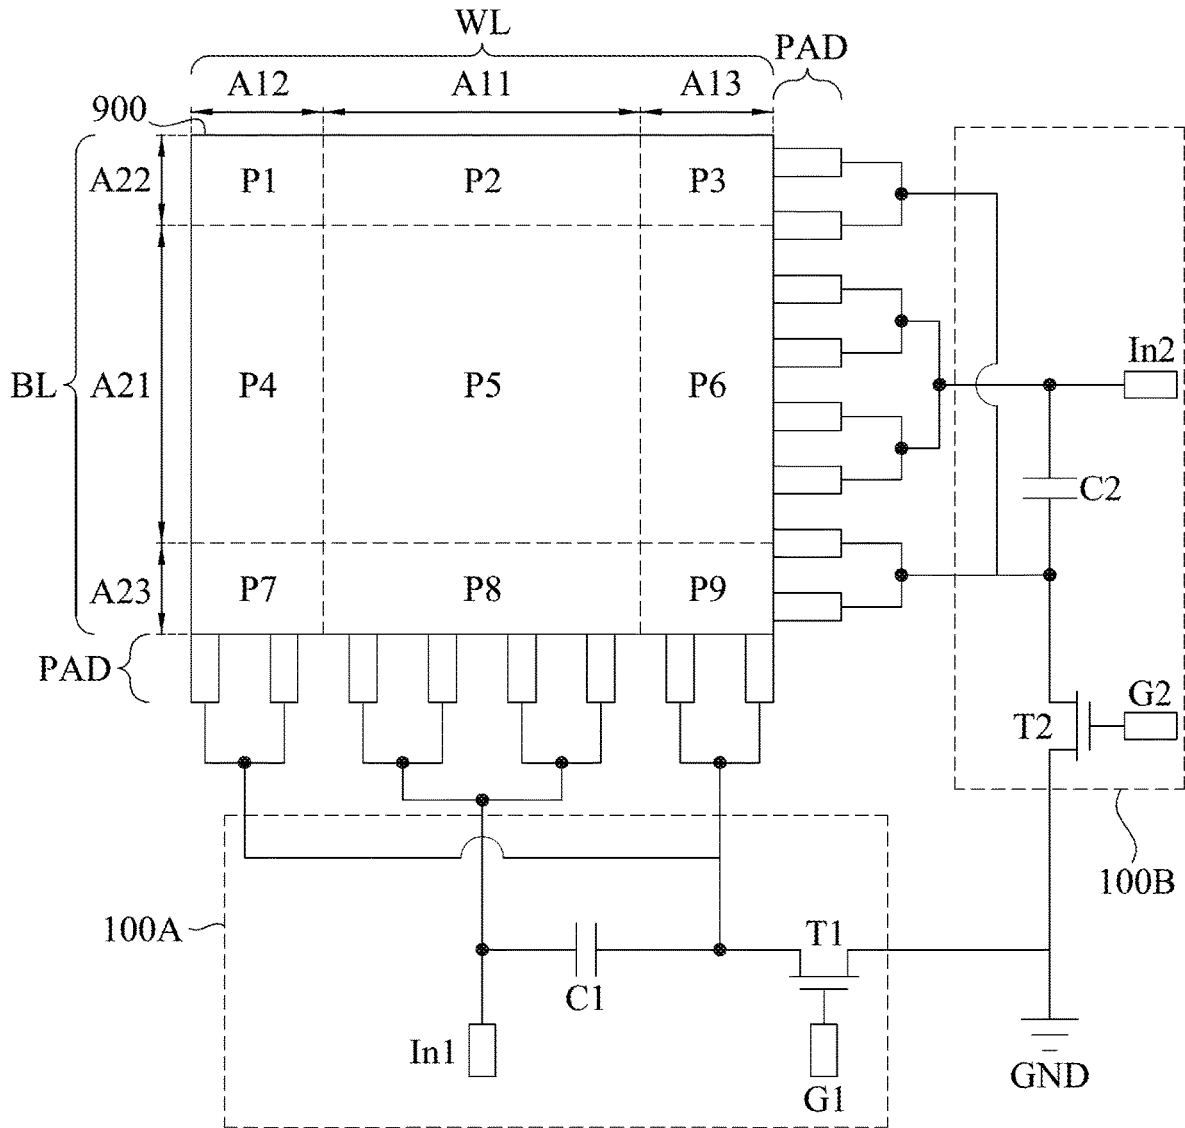 WL
PAD
A12 A11 A13
900
A22 P1 P2 P3
In2
BL A21 P4 P5 P6
C2
A23 P7 P8 P9
PAD
G2
T2
100B
100A
T1
C1
In1
G1
GND